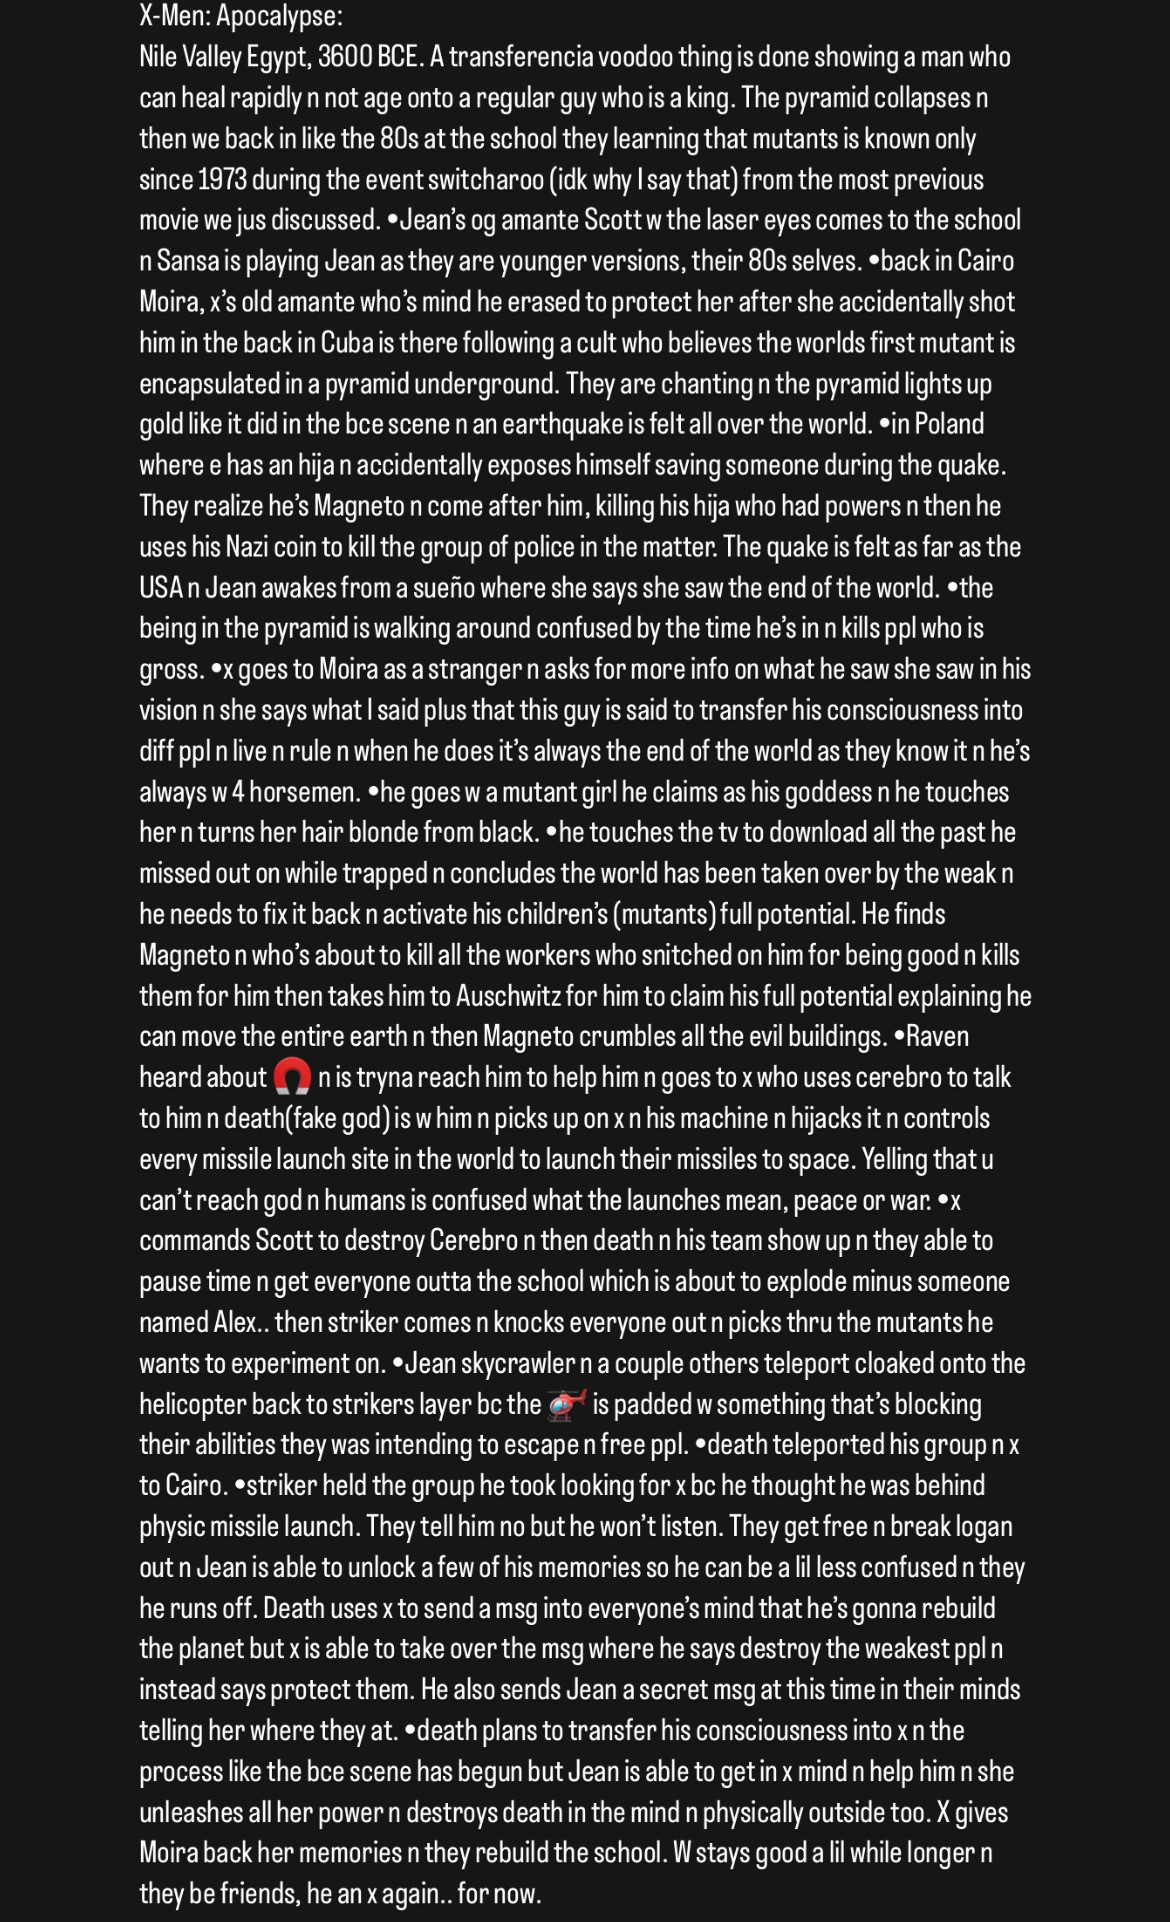 X-Men: Apocalypse:
Nile Valley Egypt, 3600 BCE. A transferencia voodoo thing is done showing a man who
can heal rapidly n not age onto a regular guy who is a king. The pyramid collapses n
then we back in like the 80s at the school they learning that mutants is known only
since 1973 during the event switcharoo (idk why I say that) from the most previous
movie we jus discussed. •Jean’s og amante Scott w the laser eyes comes to the school
n Sansa is playing Jean as they are younger versions, their 80s selves. •back in Cairo
Moira, x’s old amante who’s mind he erased to protect her after she accidentally shot
him in the back in Cuba is there following a cult who believes the worlds first mutant is
encapsulated in a pyramid underground. They are chanting n the pyramid lights up
gold like it did in the bce scene n an earthquake is felt all over the world. •in Poland
where e has an hija n accidentally exposes himself saving someone during the quake.
They realize he’s Magneto n come after him, killing his hija who had powers n then he
uses his Nazi coin to kill the group of police in the matter. The quake is felt as far as the
USA n Jean awakes from a sueño where she says she saw the end of the world. •the
being in the pyramid is walking around confused by the time he’s in n kills ppl who is
gross. •x goes to Moira as a stranger n asks for more info on what he saw she saw in his
vision n she says what I said plus that this guy is said to transfer his consciousness into
diff ppl n live n rule n when he does it’s always the end of the world as they know it n he’s
always w 4 horsemen. •he goes w a mutant girl he claims as his goddess n he touches
her n turns her hair blonde from black. •he touches the tv to download all the past he
missed out on while trapped n concludes the world has been taken over by the weak n
he needs to fix it back n activate his children’s (mutants) full potential. He finds
Magneto n who’s about to kill all the workers who snitched on him for being good n kills
them for him then takes him to Auschwitz for him to claim his full potential explaining he
can move the entire earth n then Magneto crumbles all the evil buildings. •Raven
heard about 🧲 n is tryna reach him to help him n goes to x who uses cerebro to talk
to him n death(fake god) is w him n picks up on x n his machine n hijacks it n controls
every missile launch site in the world to launch their missiles to space. Yelling that u
can’t reach god n humans is confused what the launches mean, peace or war. •x
commands Scott to destroy Cerebro n then death n his team show up n they able to
pause time n get everyone outta the school which is about to explode minus someone
named Alex.. then striker comes n knocks everyone out n picks thru the mutants he
wants to experiment on. •Jean skycrawler n a couple others teleport cloaked onto the
helicopter back to strikers layer bc the 🚁 is padded w something that’s blocking
their abilities they was intending to escape n free ppl. •death teleported his group n x
to Cairo. •striker held the group he took looking for x bc he thought he was behind
physic missile launch. They tell him no but he won’t listen. They get free n break logan
out n Jean is able to unlock a few of his memories so he can be a lil less confused n they
he runs off. Death uses x to send a msg into everyone’s mind that he’s gonna rebuild
the planet but x is able to take over the msg where he says destroy the weakest ppl n
instead says protect them. He also sends Jean a secret msg at this time in their minds
telling her where they at. •death plans to transfer his consciousness into x n the
process like the bce scene has begun but Jean is able to get in x mind n help him n she
unleashes all her power n destroys death in the mind n physically outside too. X gives
Moira back her memories n they rebuild the school. W stays good a lil while longer n
they be friends, he an x again.. for now.